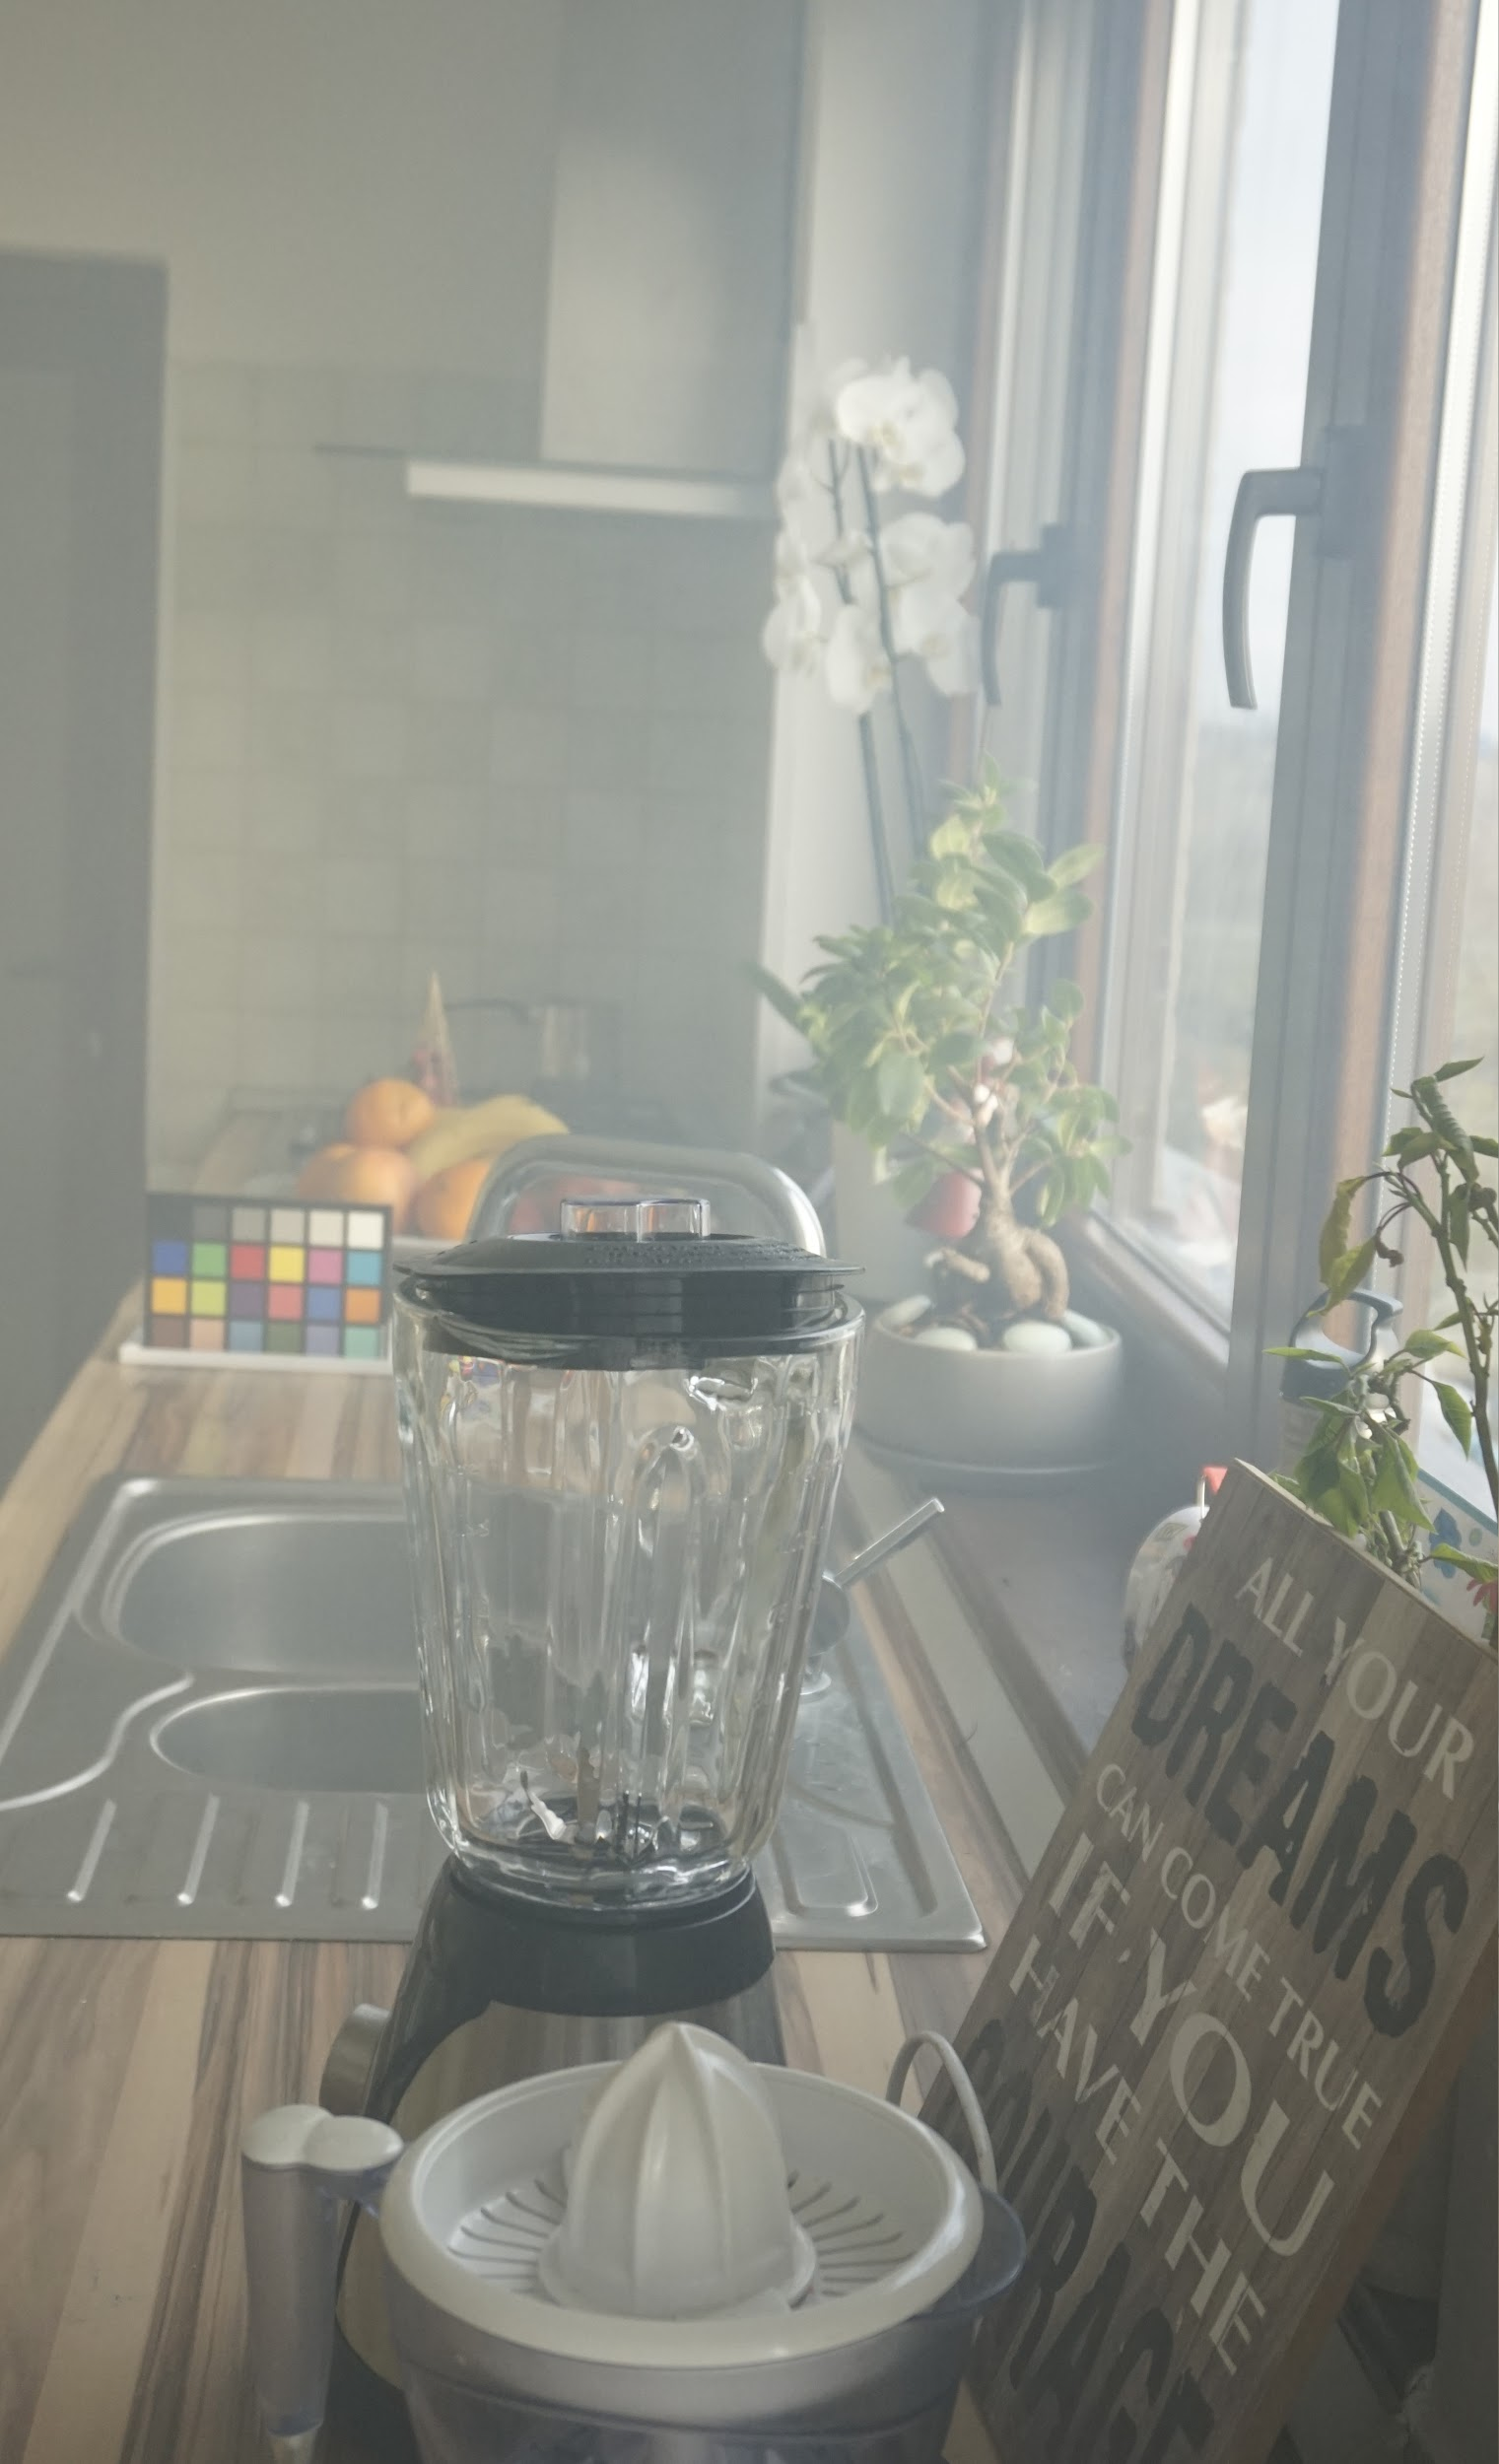 ALL YOUR
DREAMS
CAN COME TRUE
IF YOU
HAVE THE